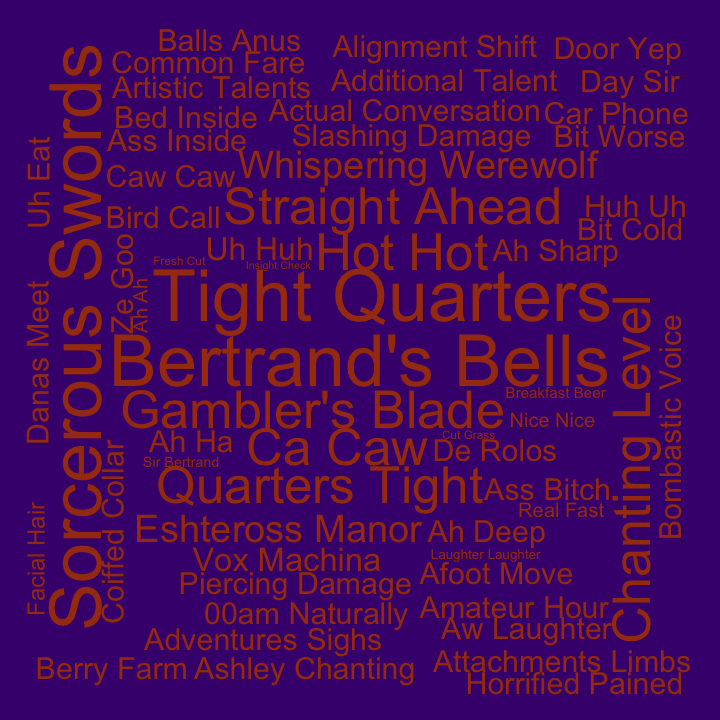 Balls Anus
Alignment Shift
Door Yep
Common Fare
Artistic Talents
Additional Talent
Day Sir
Bed Inside
Actual Conversation
Car Phone
Ass Inside
Slashing Damage
Bit Worse
Caw Caw
Whispering Werewolf
Uh Eat
Sorcerous Swords
Bird Call
Straight Ahead
Huh Uh
Bit Cold
Uh Huh
Hot Hot
Ah Sharp
Fresh Cut
Insight Check
Ze Goo
Ah Ah
Tight Quarters
Danas Meet
Bertrand's Bells
Chanting Level
Bombastic Voice
Breakfast Beer
Gambler's Blade
Nice Nice
Ah Ha
Ca Caw
Cut Grass
De Rolos
Sir Bertrand
Coiffed Collar
Quarters Tight
Ass Bitch
Real Fast
Facial Hair
Eshteross Manor
Ah Deep
Vox Machina
Laughter Laughter
Piercing Damage
Afoot Move
00am Naturally
Amateur Hour
Adventures Sighs
Aw Laughter
Berry Farm
Ashley Chanting
Attachments Limbs
Horrified Pained